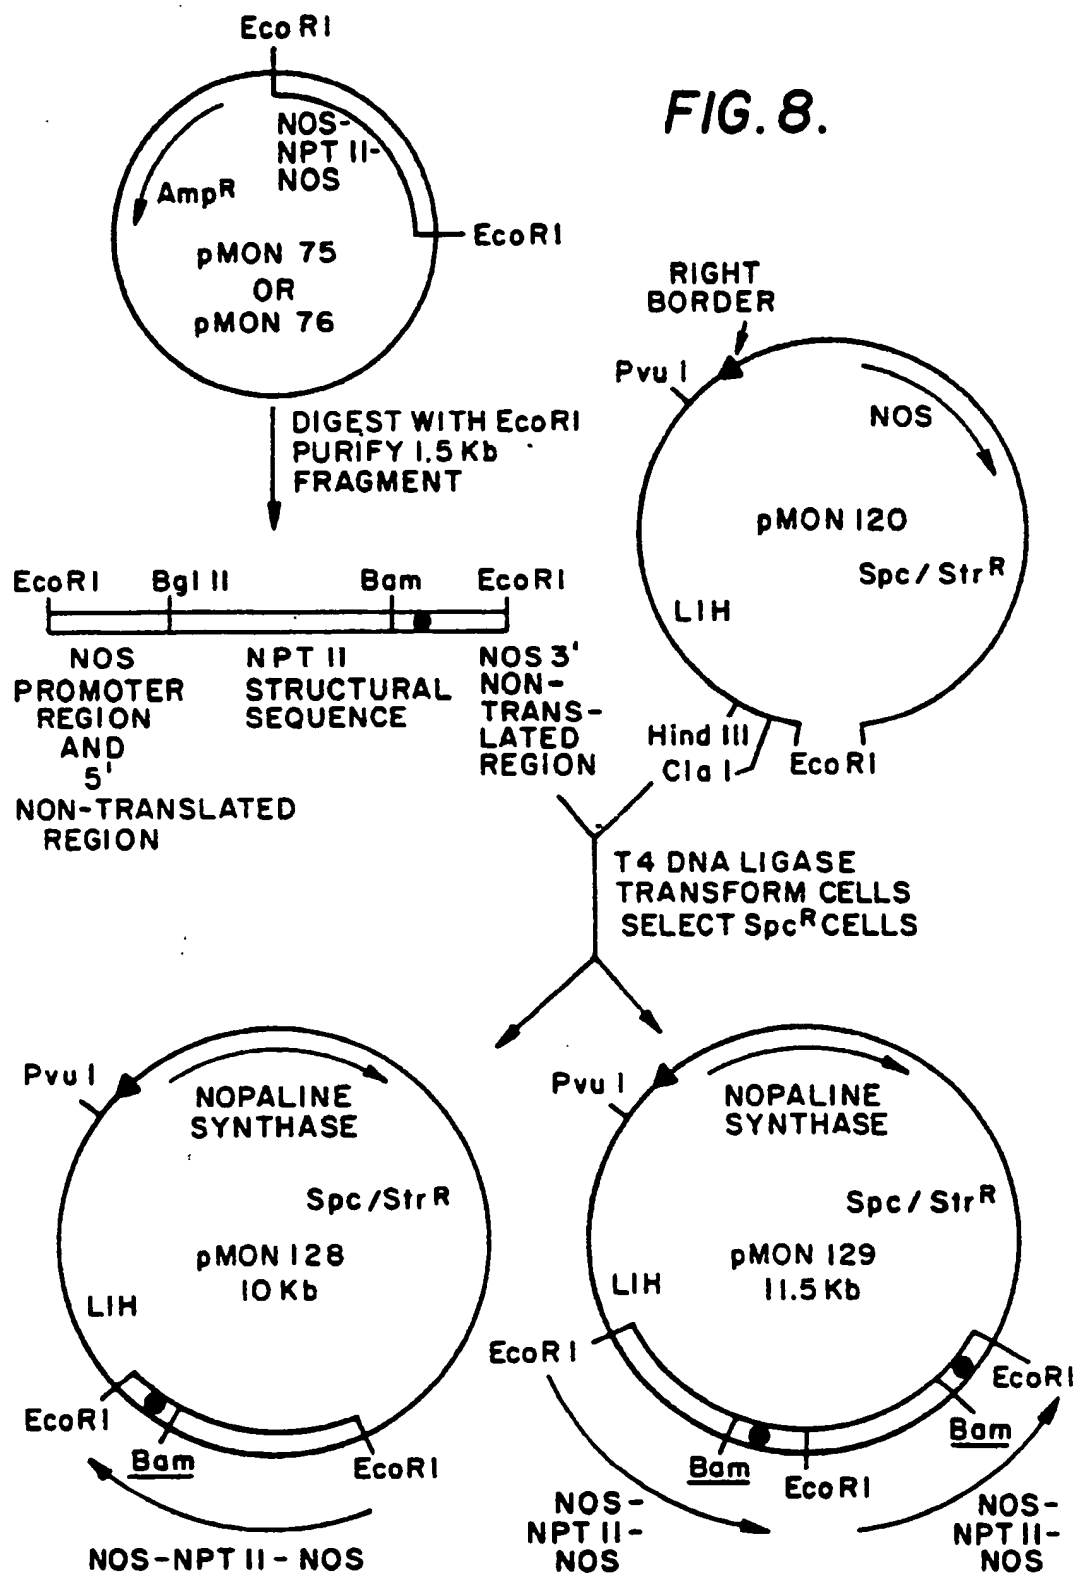 FIG. 8.
EcoRI
NOS-
NPT II-
NOS
AmpR
EcoRI
pMON 75
OR
pMON 76
DIGEST WITH EcoRI
PURIFY 1.5 Kb
FRAGMENT
RIGHT
BORDER
Pvu I
NOS
pMON 120
Spc/StrR
LIH
Hind III
Cla I
EcoRI
EcoRI
Bgl II
Bam
EcoRI
NOS
PROMOTER
REGION
AND
5'
NON-TRANSLATED
REGION
NPT II
STRUCTURAL
SEQUENCE
NOS 3'
NON-
TRANS-
LATED
REGION
T4 DNA LIGASE
TRANSFORM CELLS
SELECT SpcR CELLS
Pvu I
NOPALINE
SYNTHASE
Spc/StrR
pMON 128
10 Kb
LIH
EcoRI
Bam
EcoRI
NOS-NPT II-NOS
Pvu I
NOPALINE
SYNTHASE
Spc/StrR
pMON 129
11.5 Kb
LIH
EcoRI
EcoRI
Bam
Bam
EcoRI
NOS-
NPT II-
NOS
NOS-
NPT II-
NOS